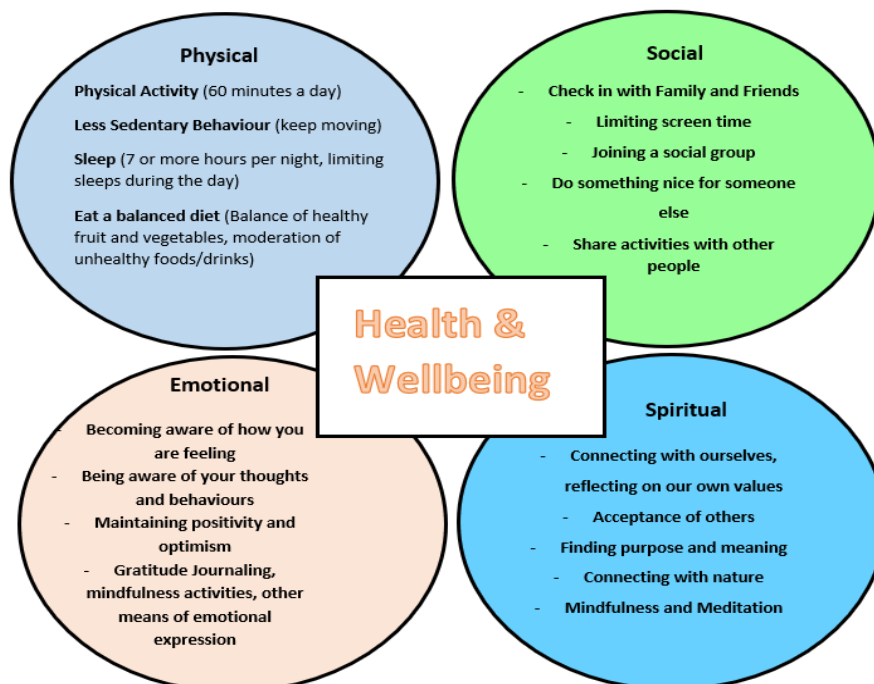 Physical
Physical Activity (60 minutes a day)
Less Sedentary Behaviour (keep moving)
Sleep (7 or more hours per night, limiting
sleeps during the day)
Eat a balanced diet (Balance of healthy
fruit and vegetables, moderation of
unhealthy foods/drinks)
Social
- Check in with Family and Friends
- Limiting screen time
- Joining a social group
- Do something nice for someone
else
- Share activities with other
people
Health &
Wellbeing
Emotional
- Becoming aware of how you
are feeling
- Being aware of your thoughts
and behaviours
- Maintaining positivity and
optimism
- Gratitude Journaling,
mindfulness activities, other
means of emotional
expression
Spiritual
- Connecting with ourselves,
reflecting on our own values
- Acceptance of others
- Finding purpose and meaning
- Connecting with nature
- Mindfulness and Meditation